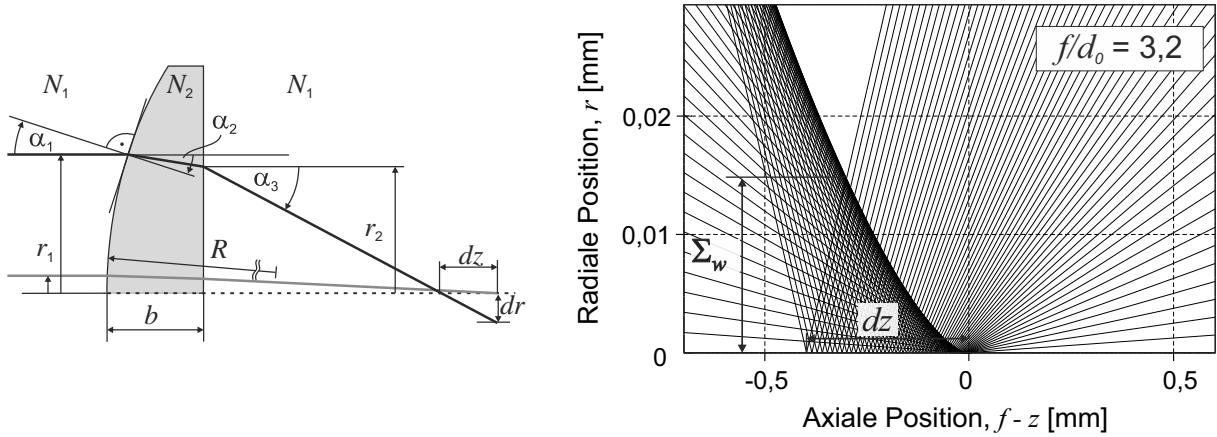 N₁
N₂
N₁
α₁
α₂
α₃
r₁
R
r₂
dz
dr
b
f/d₀ = 3,2
Radiale Position, r [mm]
0,02
0,01
0
Σ_w
dz
-0,5
0
0,5
Axiale Position, f - z [mm]